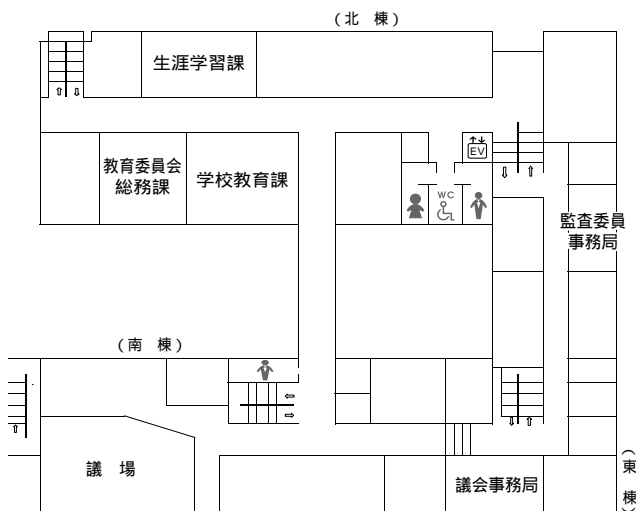 (北 棟)
生涯学習課
EV
教育委員会
総務課
学校教育課
WC
監査委員
事務局
(南 棟)
議 場
議会事務局
(東 棟)